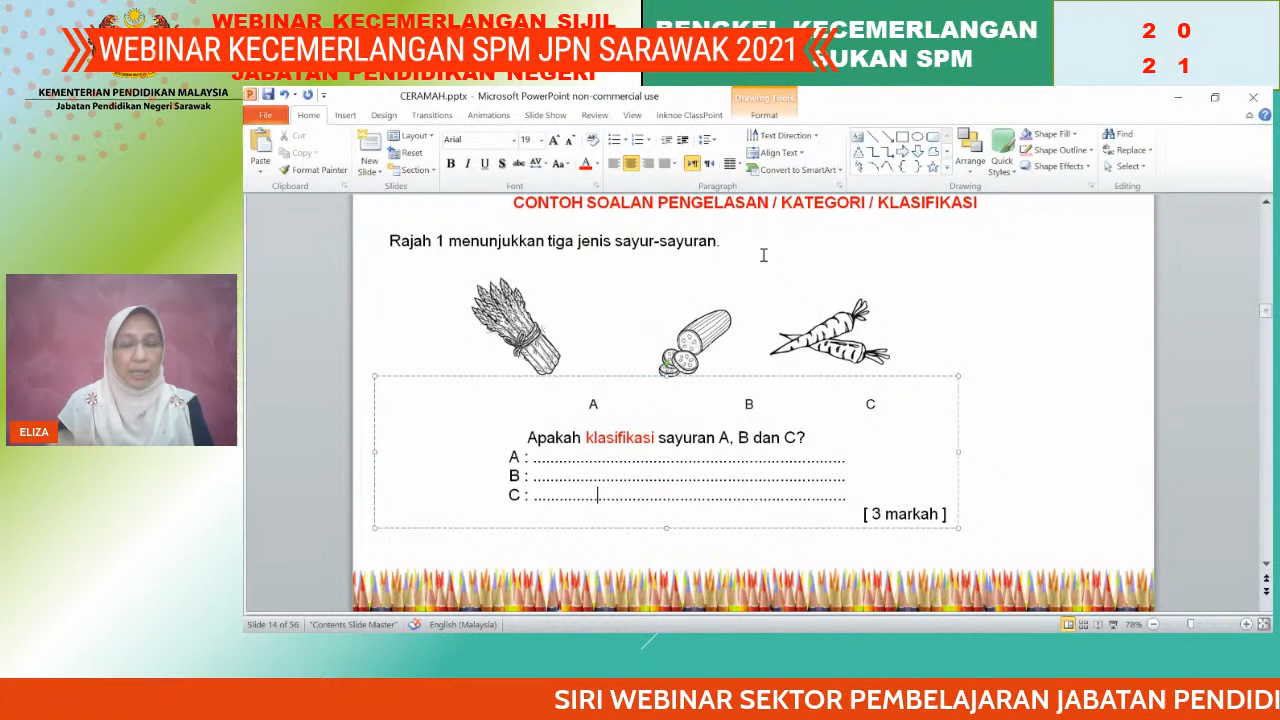 WEBINAR KECEMERLANGAN SIJIL
WEBINAR KECEMERLANGAN SPM JPN SARAWAK 2021
JABATAN PENDIDIKAN NEGERI
KEMENTERIAN PENDIDIKAN MALAYSIA
Jabatan Pendidikan Negeri Sarawak
KECEMERLANGAN
SUKAN SPM
2 0
2 1
CERAMAH.pptx - Microsoft PowerPoint non-commercial use
Drawing Tools
File Home Insert Design Transitions Animations Slide Show Review View Inknoe ClassPoint Format
Paste
Cut
Copy
Format Painter
Clipboard
New
Slide
Layout
Reset
Section
Slides
Arial 19
Font
Paragraph
Text Direction
Align Text
Convert to SmartArt
Arrange
Quick
Styles
Shape Fill
Shape Outline
Shape Effects
Drawing
Find
Replace
Select
Editing
CONTOH SOALAN PENGELASAN / KATEGORI / KLASIFIKASI
Rajah 1 menunjukkan tiga jenis sayur-sayuran.
A B C
Apakah klasifikasi sayuran A, B dan C?
A : ..............................................................
B : ..............................................................
C : ..............................................................
[ 3 markah ]
ELIZA
Slide 14 of 56 "Contents Slide Master" English (Malaysia) 78%
SIRI WEBINAR SEKTOR PEMBELAJARAN JABATAN PENDIDI